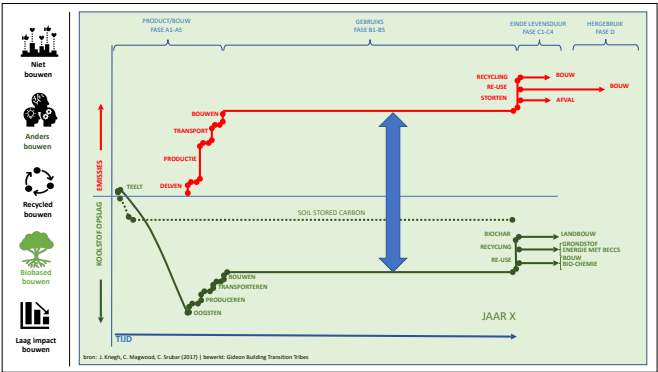 Niet
bouwen
Anders
bouwen
Recycled
bouwen
Biobased
bouwen
Laag impact
bouwen
PRODUCT/BOUW
FASE A1-A5
GEBRUIKS
FASE B1-B5
EINDE LEVENSDUUR
FASE C1-C4
HERGEBRUIK
FASE D
EMISSIES
KOOLSTOF OPSLAG
RECYCLING
BOUW
RE-USE
BOUW
STORTEN
AFVAL
BOUWEN
TRANSPORT
PRODUCTIE
DELVEN
TEELT
SOIL STORED CARBON
BIOCHAR
LANDBOUW
RECYCLING
GRONDSTOF
ENERGIE MET BECCS
RE-USE
BOUW
BIO-CHEMIE
BOUWEN
TRANSPORTEREN
PRODUCEREN
OOGSTEN
JAAR X
TIJD
bron: J. Kriegh, C. Magwood, C. Srubar (2017) | bewerkt: Gideon Building Transition Tribes